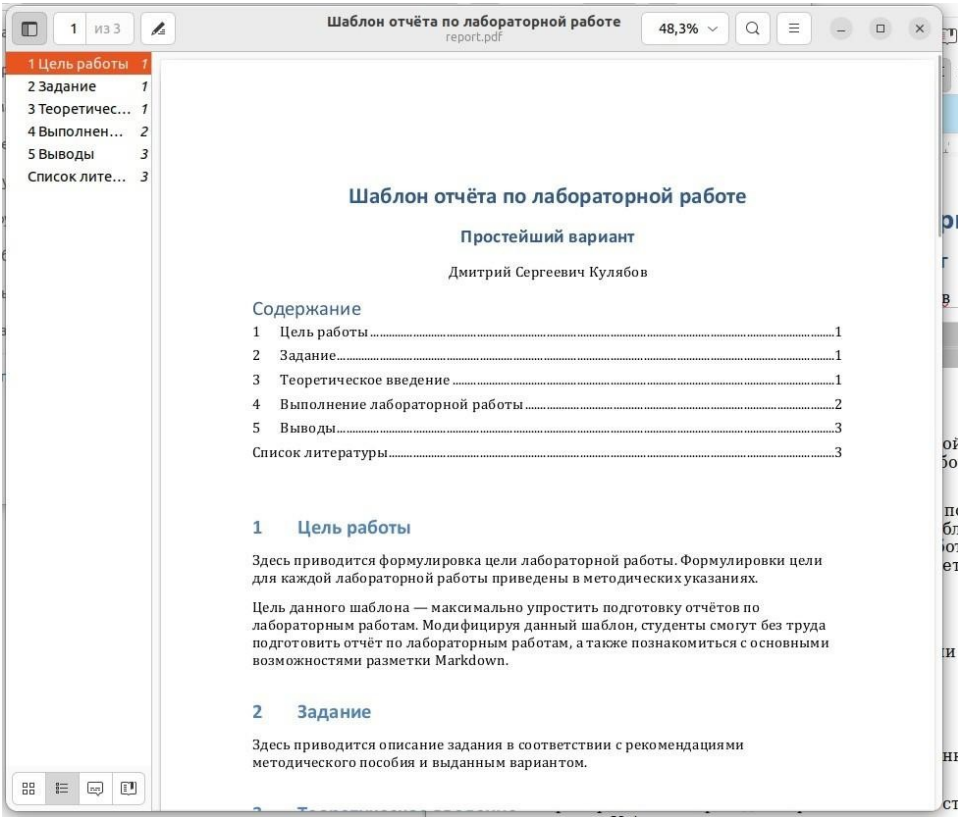 1 из 3
Шаблон отчёта по лабораторной работе
report.pdf
48,3%
1 Цель работы 1
2 Задание 1
3 Теоретичес… 1
4 Выполнен… 2
5 Выводы 3
Список лите… 3
Шаблон отчёта по лабораторной работе
Простейший вариант
Дмитрий Сергеевич Кулябов
Содержание
1 Цель работы 1
2 Задание 1
3 Теоретическое введение 1
4 Выполнение лабораторной работы 2
5 Выводы 3
Список литературы 3
1 Цель работы
Здесь приводится формулировка цели лабораторной работы. Формулировки цели
для каждой лабораторной работы приведены в методических указаниях.
Цель данного шаблона — максимально упростить подготовку отчётов по
лабораторным работам. Модифицируя данный шаблон, студенты смогут без труда
подготовить отчёт по лабораторным работам, а также познакомиться с основными
возможностями разметки Markdown.
2 Задание
Здесь приводится описание задания в соответствии с рекомендациями
методического пособия и выданным вариантом.